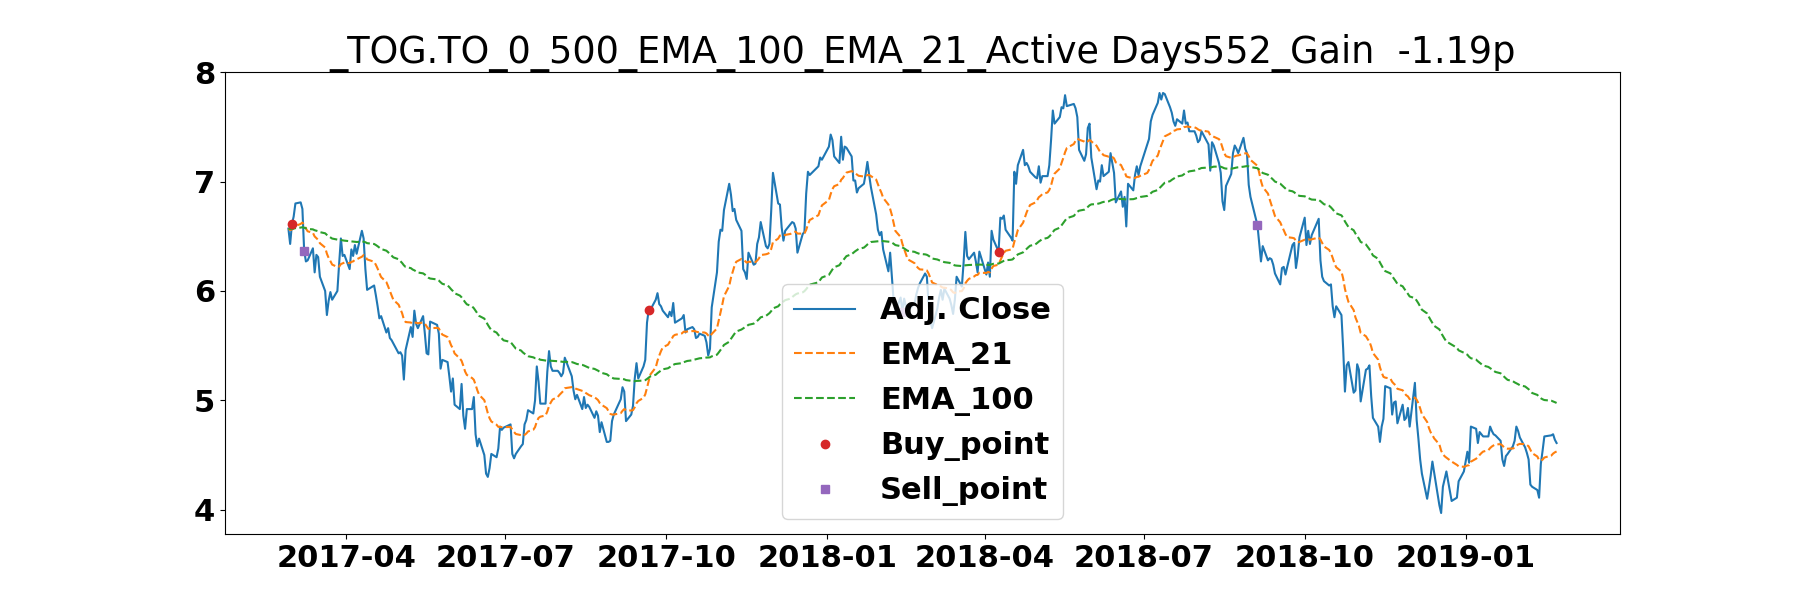 _TOG.TO_0_500_EMA_100_EMA_21_Active Days552_Gain  -1.19p
8
7
6
5
4
Adj. Close
EMA_21
EMA_100
Buy_point
Sell_point
2017-04 2017-07 2017-10 2018-01 2018-04 2018-07 2018-10 2019-01